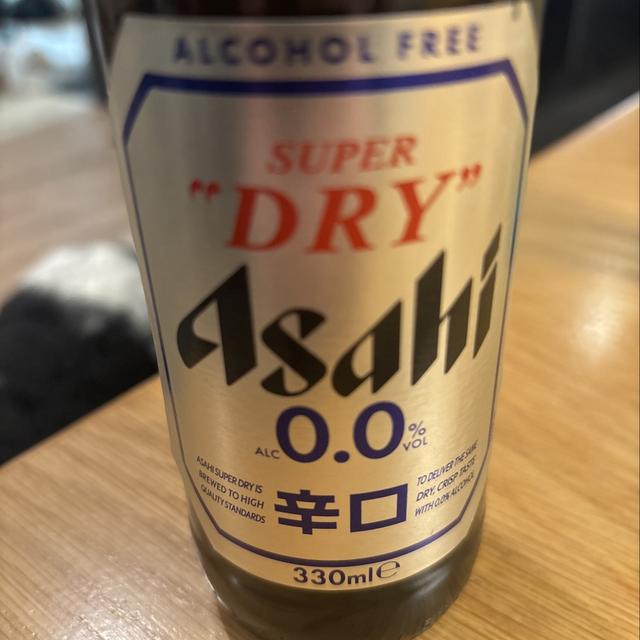 ALCOHOL FREE
SUPER
"DRY"
Asahi
ALC 0.0% VOL
ASAHI SUPER DRY IS
BREWED TO HIGH
QUALITY STANDARDS
辛口
TO DELIVER THE SAME
DRY, CRISP TASTE
WITH 0.0% ALCOHOL
330ml℮